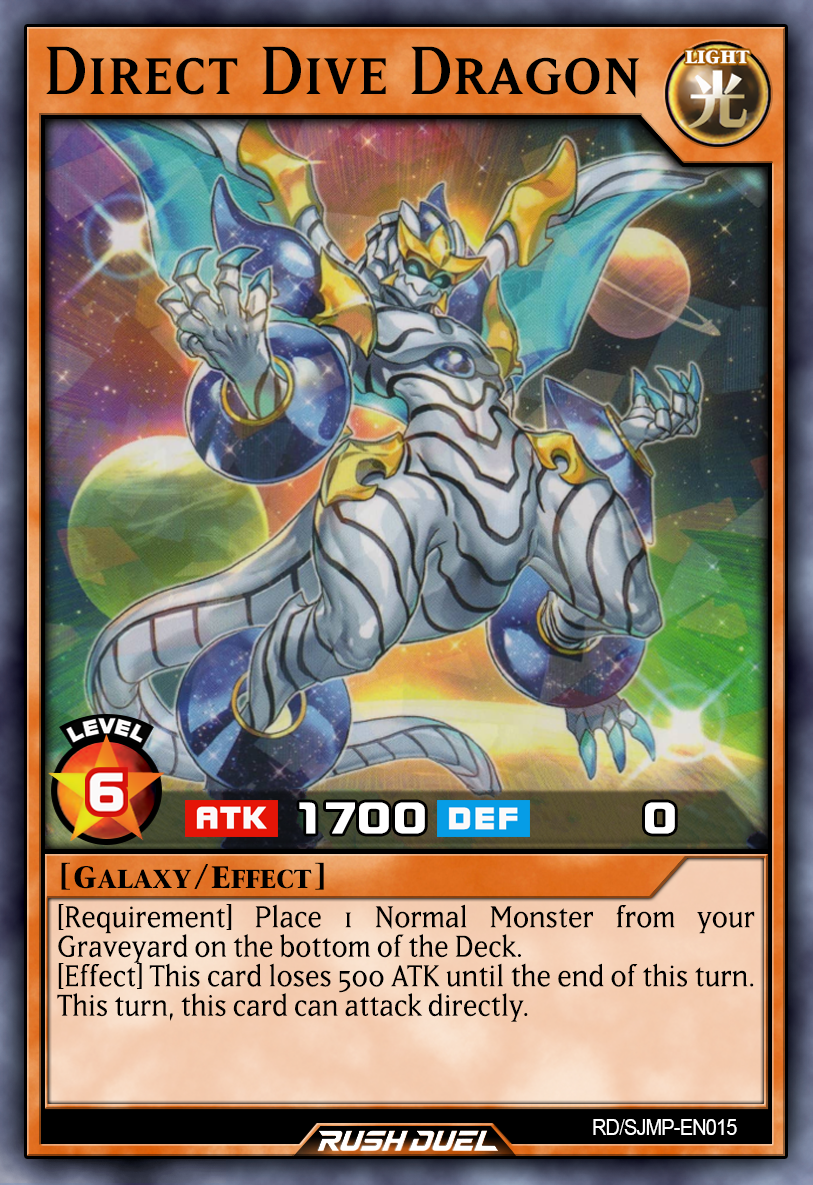 Direct Dive Dragon
LIGHT
光
LEVEL
6
ATK 1700 DEF 0
[Galaxy/Effect]
[Requirement] Place 1 Normal Monster from your
Graveyard on the bottom of the Deck.
[Effect] This card loses 500 ATK until the end of this turn.
This turn, this card can attack directly.
RD/SJMP-EN015
RUSH DUEL